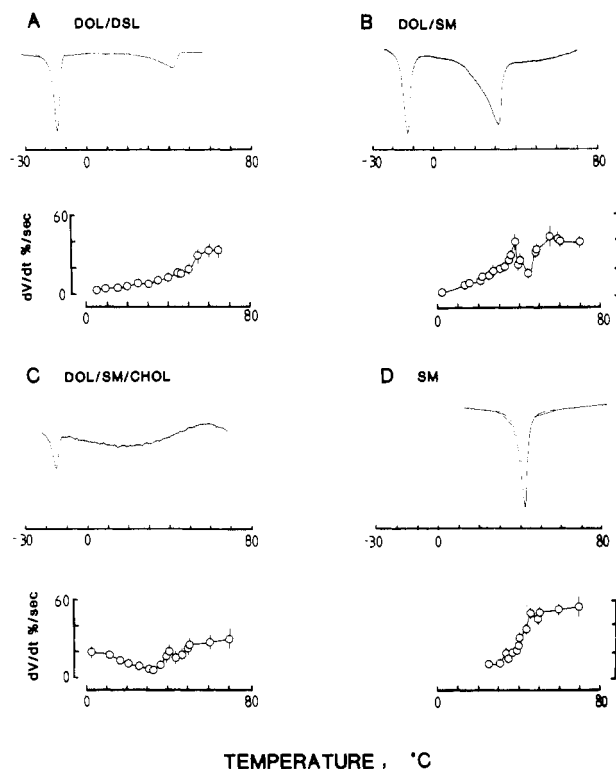 A DOL/DSL
B DOL/SM
-30 0 80
-30 0 80
60
dV/dt %/sec
0
0 80
0 80
C DOL/SM/CHOL
D SM
0 80
-30 0 80
60
dV/dt %/sec
0
0 80
0 80
TEMPERATURE, °C